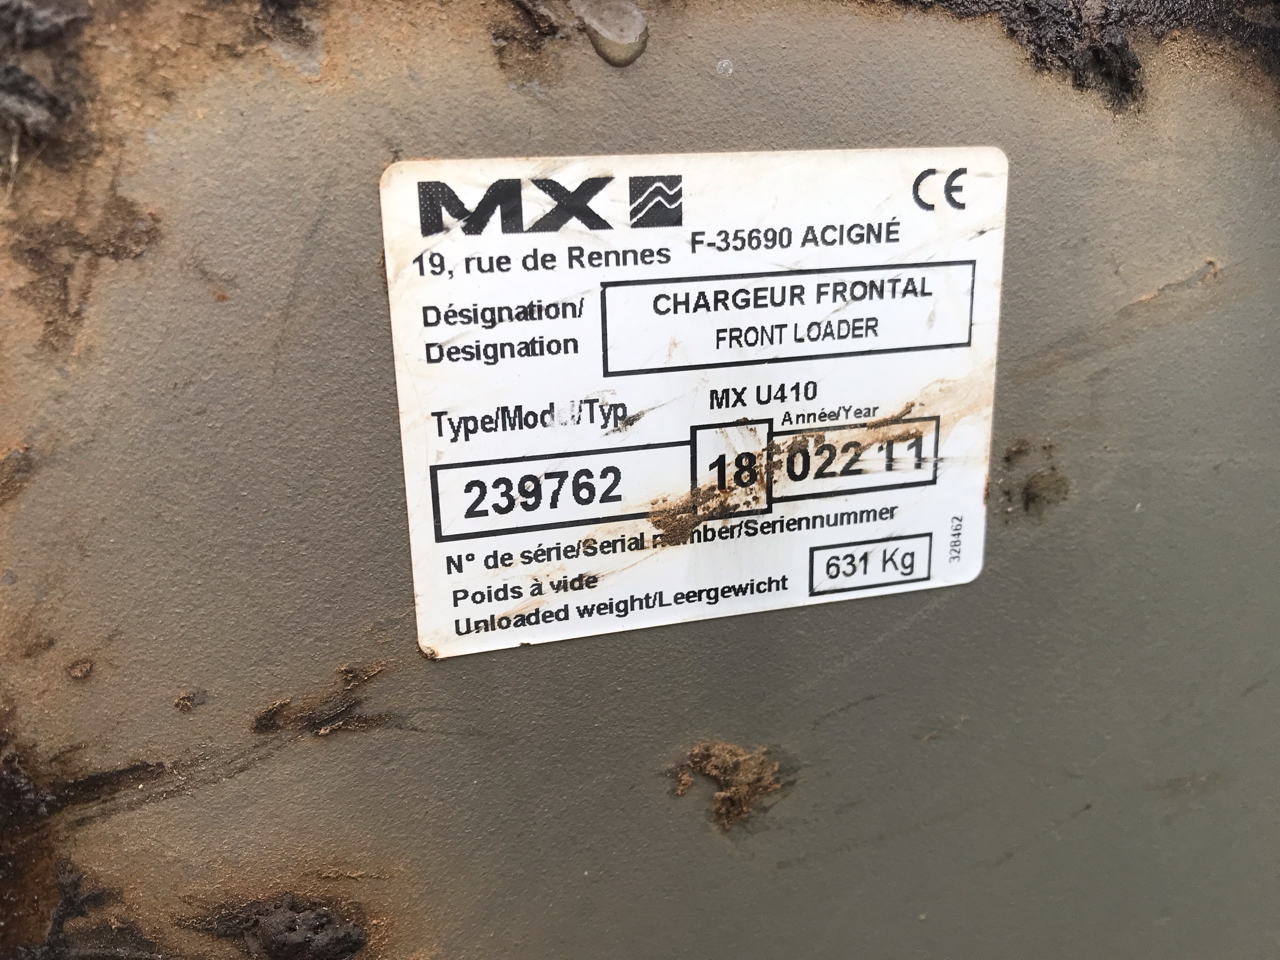 MX CE
19, rue de Rennes F-35690 ACIGNÉ
Désignation/
Designation
CHARGEUR FRONTAL
FRONT LOADER
Type/Model/Typ MX U410
Année/Year
239762 18 022 11
N° de série/Serial number/Seriennummer
Poids à vide
Unloaded weight/Leergewicht 631 Kg
328462